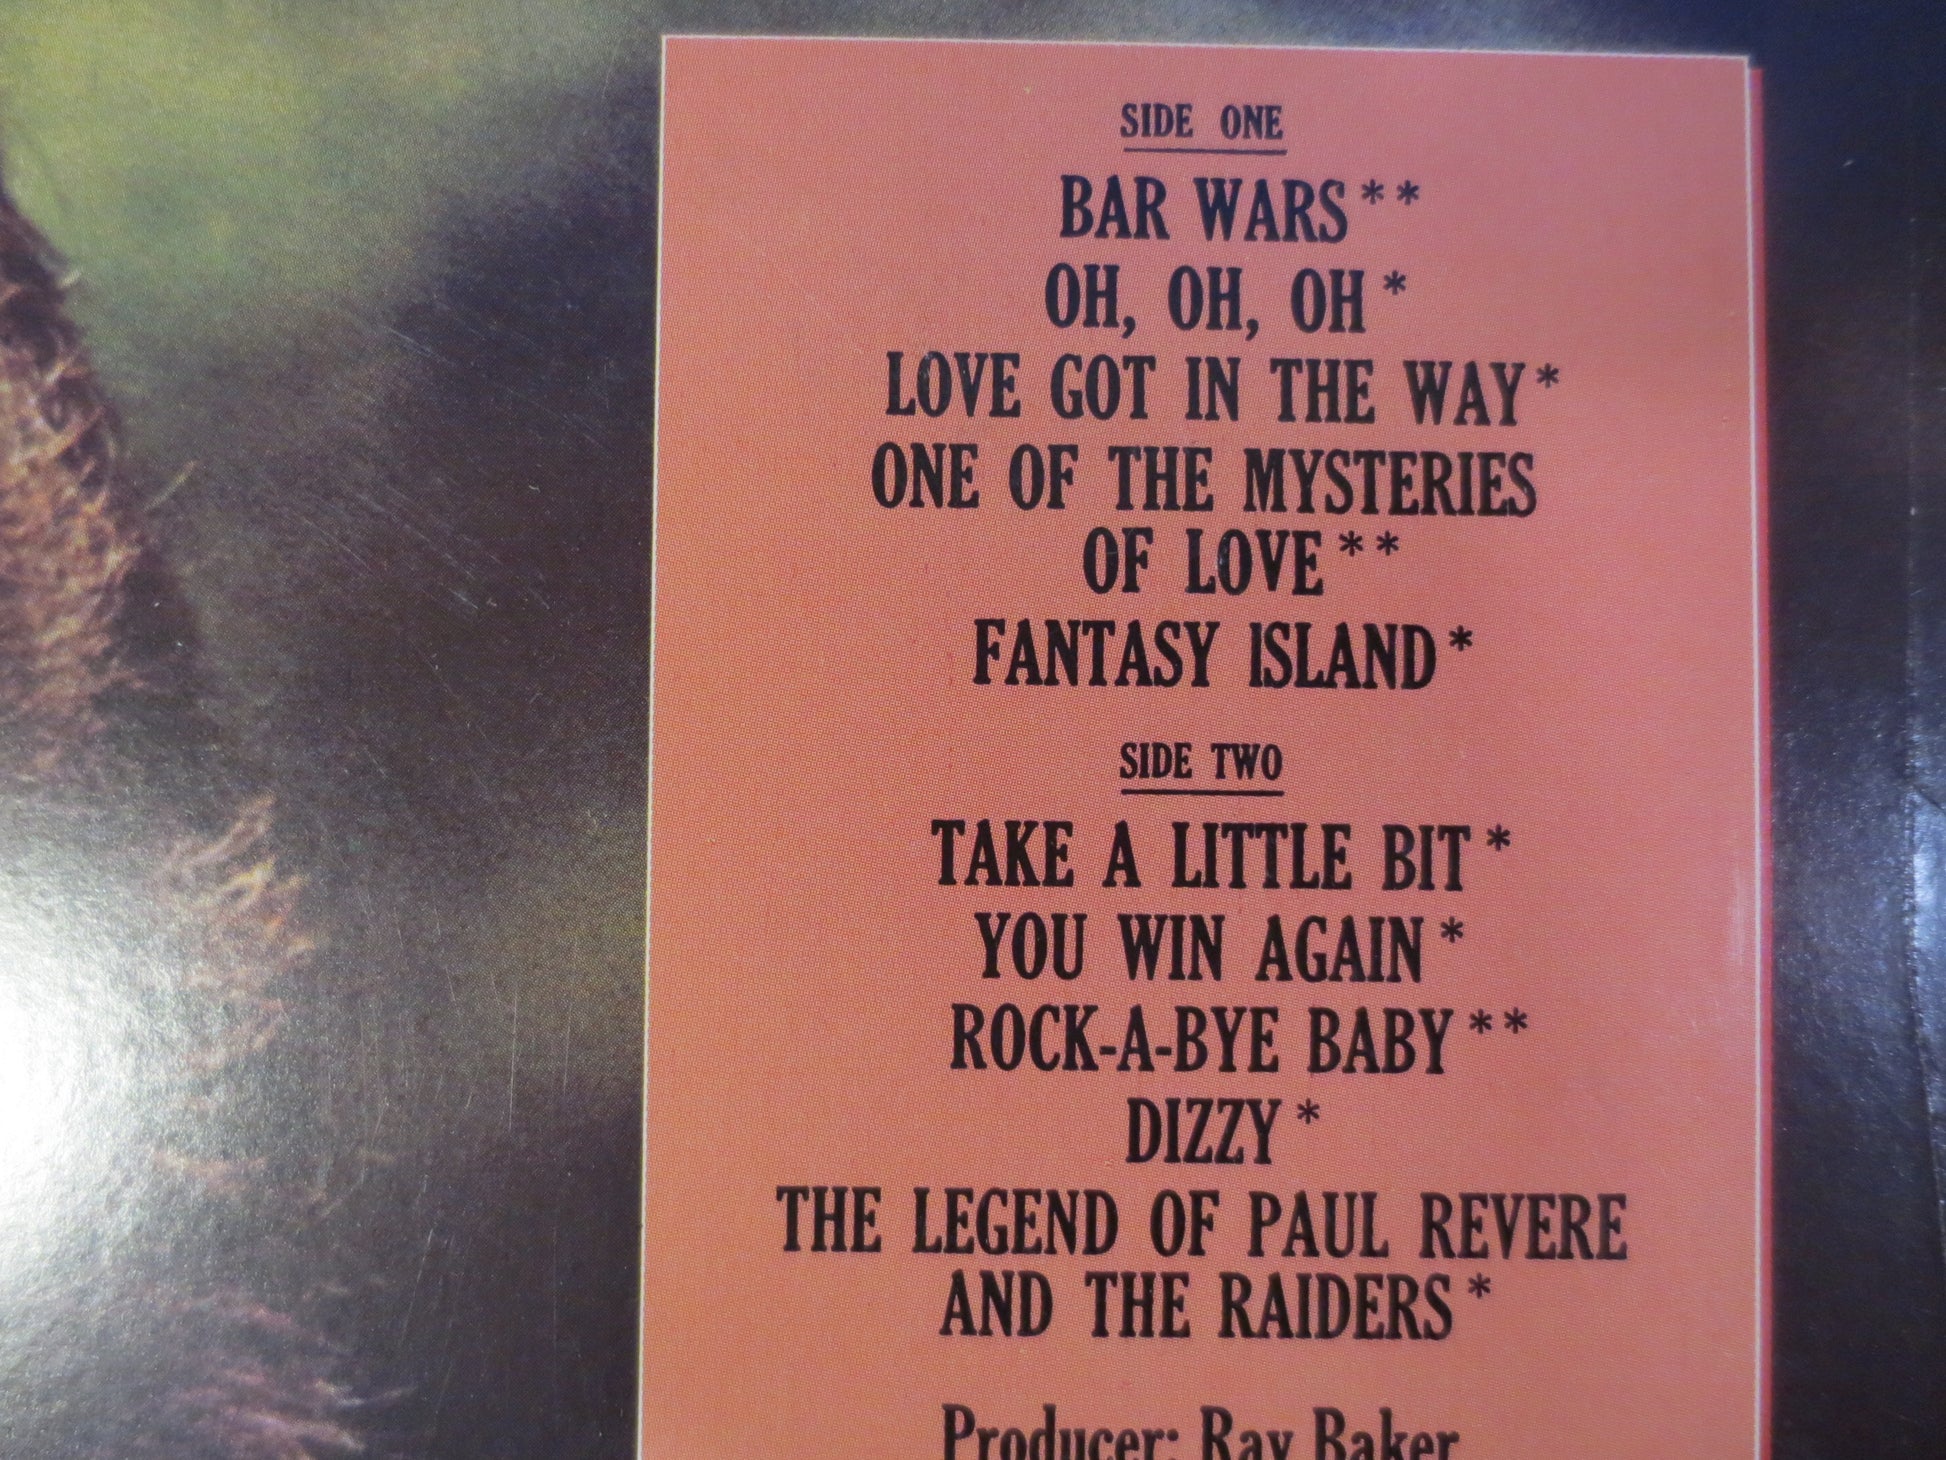 SIDE ONE
BAR WARS**
OH, OH, OH*
LOVE GOT IN THE WAY*
ONE OF THE MYSTERIES
OF LOVE**
FANTASY ISLAND*
SIDE TWO
TAKE A LITTLE BIT*
YOU WIN AGAIN*
ROCK-A-BYE BABY**
DIZZY*
THE LEGEND OF PAUL REVERE
AND THE RAIDERS*
Producer: Ray Baker